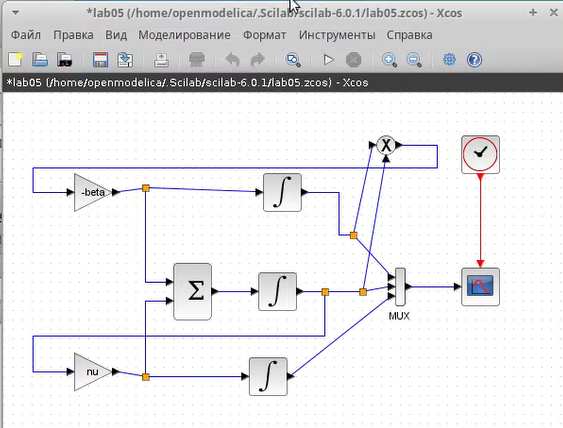 *lab05 (/home/openmodelica/.Scilab/scilab-6.0.1/lab05.zcos) - Xcos
Файл Правка Вид Моделирование Формат Инструменты Справка
*lab05 (/home/openmodelica/.Scilab/scilab-6.0.1/lab05.zcos) - Xcos
X
-beta
∫
Σ
∫
MUX
nu
∫